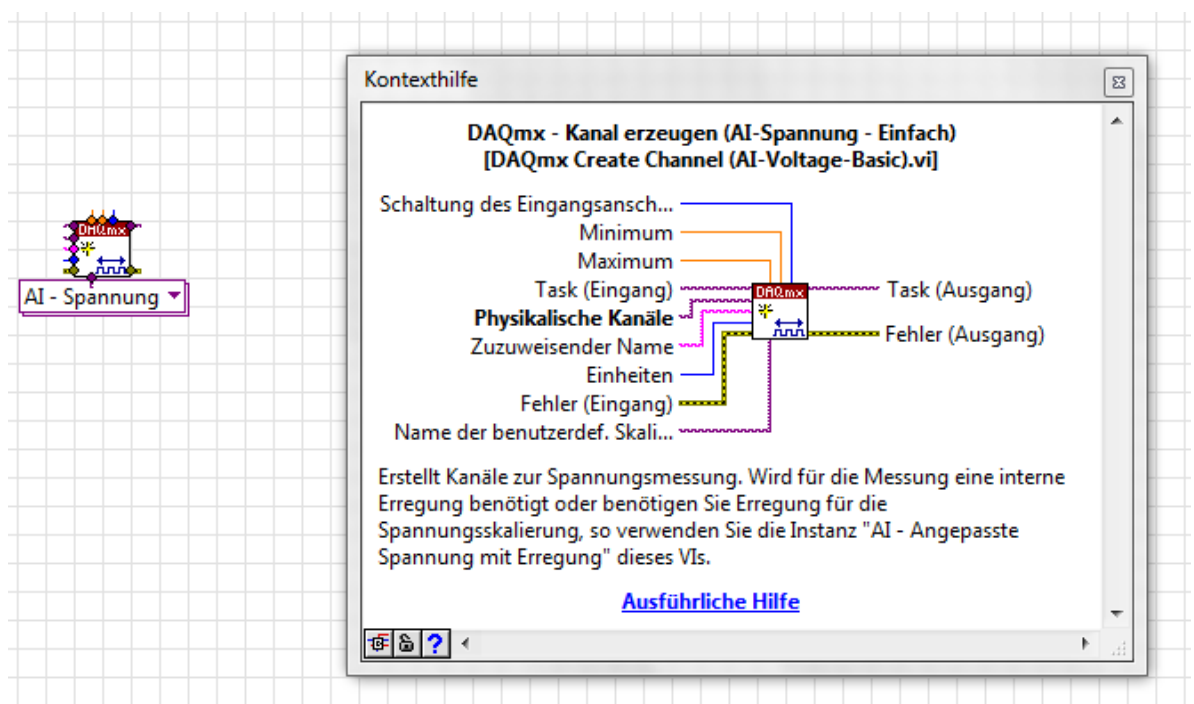 Kontexthilfe
DAQmx - Kanal erzeugen (AI-Spannung - Einfach)
[DAQmx Create Channel (AI-Voltage-Basic).vi]
Schaltung des Eingangsansch...
Minimum
Maximum
Task (Eingang)
DAQmx
Task (Ausgang)
Physikalische Kanäle
Fehler (Ausgang)
Zuzuweisender Name
Einheiten
Fehler (Eingang)
Name der benutzerdef. Skali...
DAQmx
AI - Spannung
Erstellt Kanäle zur Spannungsmessung. Wird für die Messung eine interne
Erregung benötigt oder benötigen Sie Erregung für die
Spannungsskalierung, so verwenden Sie die Instanz "AI - Angepasste
Spannung mit Erregung" dieses VIs.
Ausführliche Hilfe
?